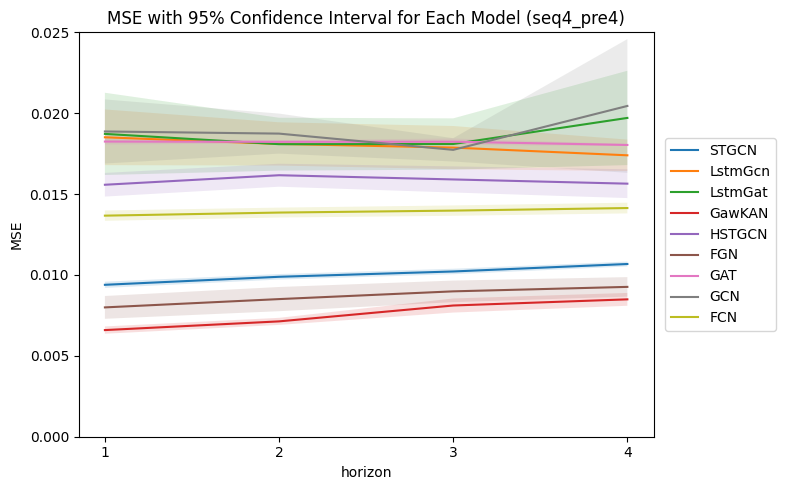 MSE with 95% Confidence Interval for Each Model (seq4_pre4)
0.025
0.020
0.015
0.010
0.005
0.000
MSE
1 2 3 4
horizon
STGCN
LstmGcn
LstmGat
GawKAN
HSTGCN
FGN
GAT
GCN
FCN